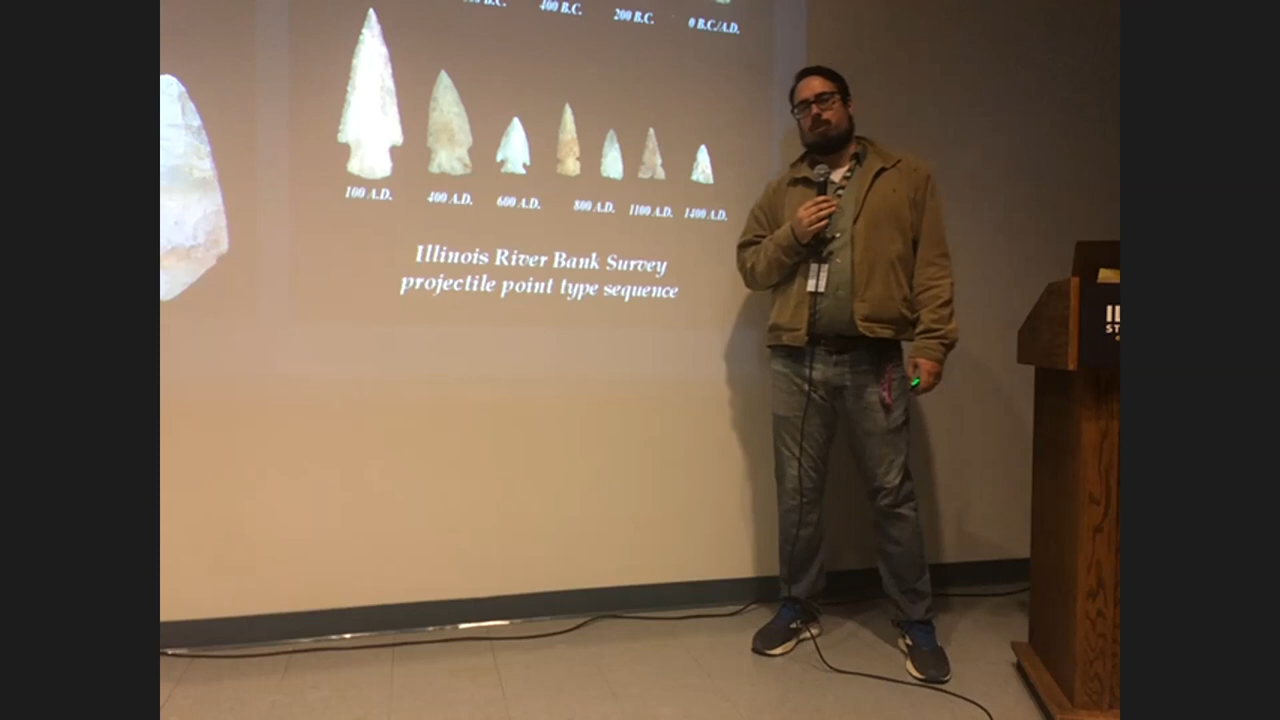 400 B.C.
200 B.C.
0 B.C./A.D.
100 A.D.
400 A.D.
600 A.D.
800 A.D.
1100 A.D.
1400 A.D.
Illinois River Bank Survey
projectile point type sequence